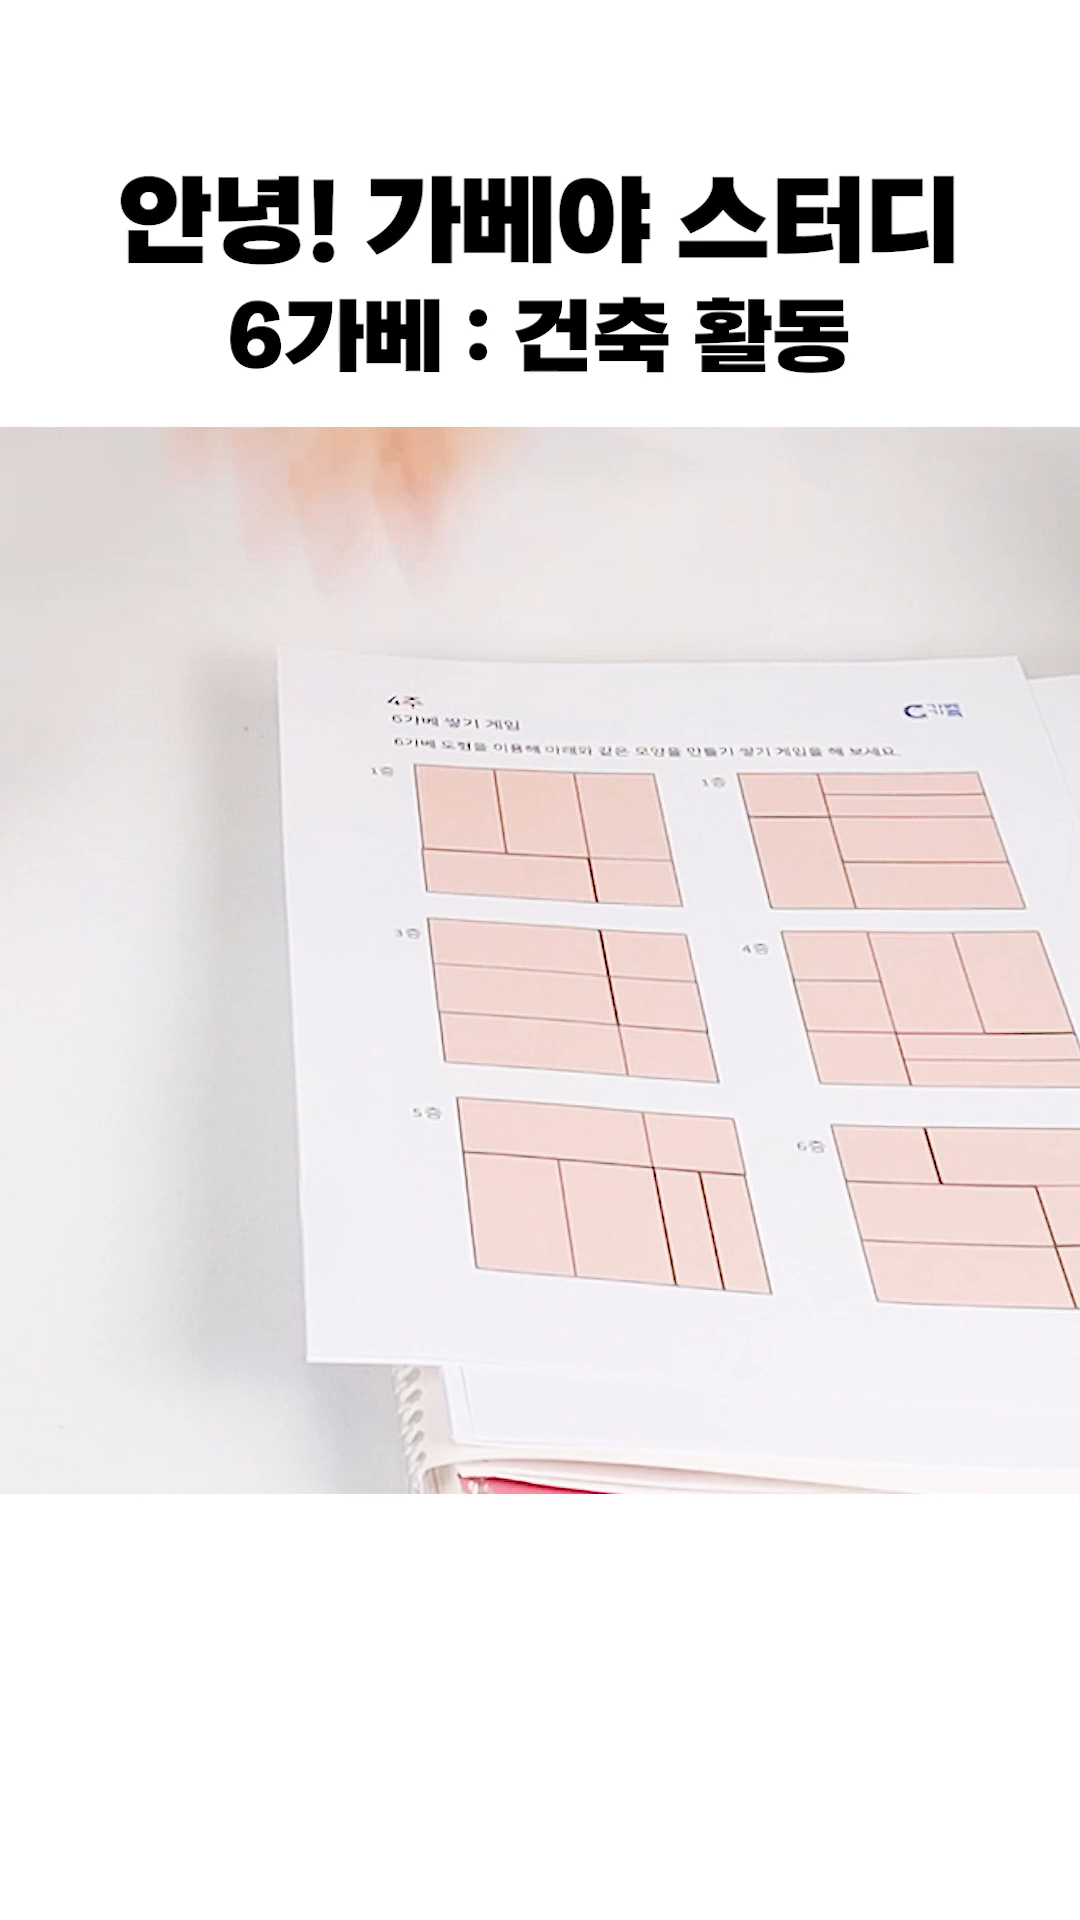 안녕! 가베야 스터디
6가베 : 건축 활동
4주
6가베 쌓기 게임
6가베 도형을 이용해 아래와 같은 모양을 만들기 쌓기 게임을 해 보세요.
1층
1층
3층
4층
5층
6층